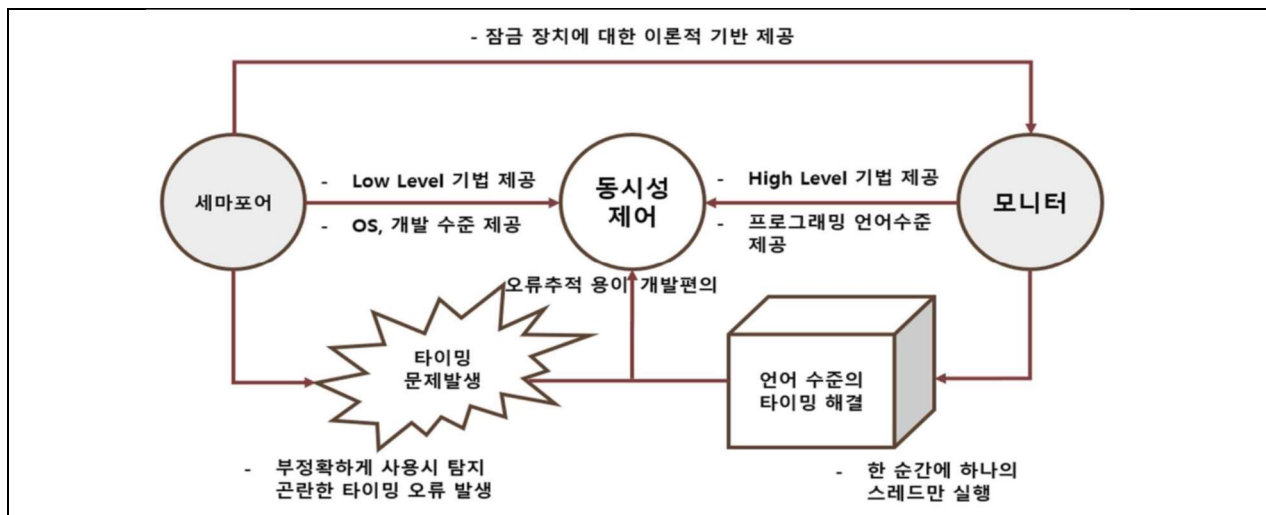 - 잠금 장치에 대한 이론적 기반 제공
세마포어
- Low Level 기법 제공
- OS, 개발 수준 제공
동시성
제어
- High Level 기법 제공
- 프로그래밍 언어수준
제공
모니터
오류추적 용이 개발편의
타이밍
문제발생
언어 수준의
타이밍 해결
- 부정확하게 사용시 탐지
곤란한 타이밍 오류 발생
- 한 순간에 하나의
스레드만 실행